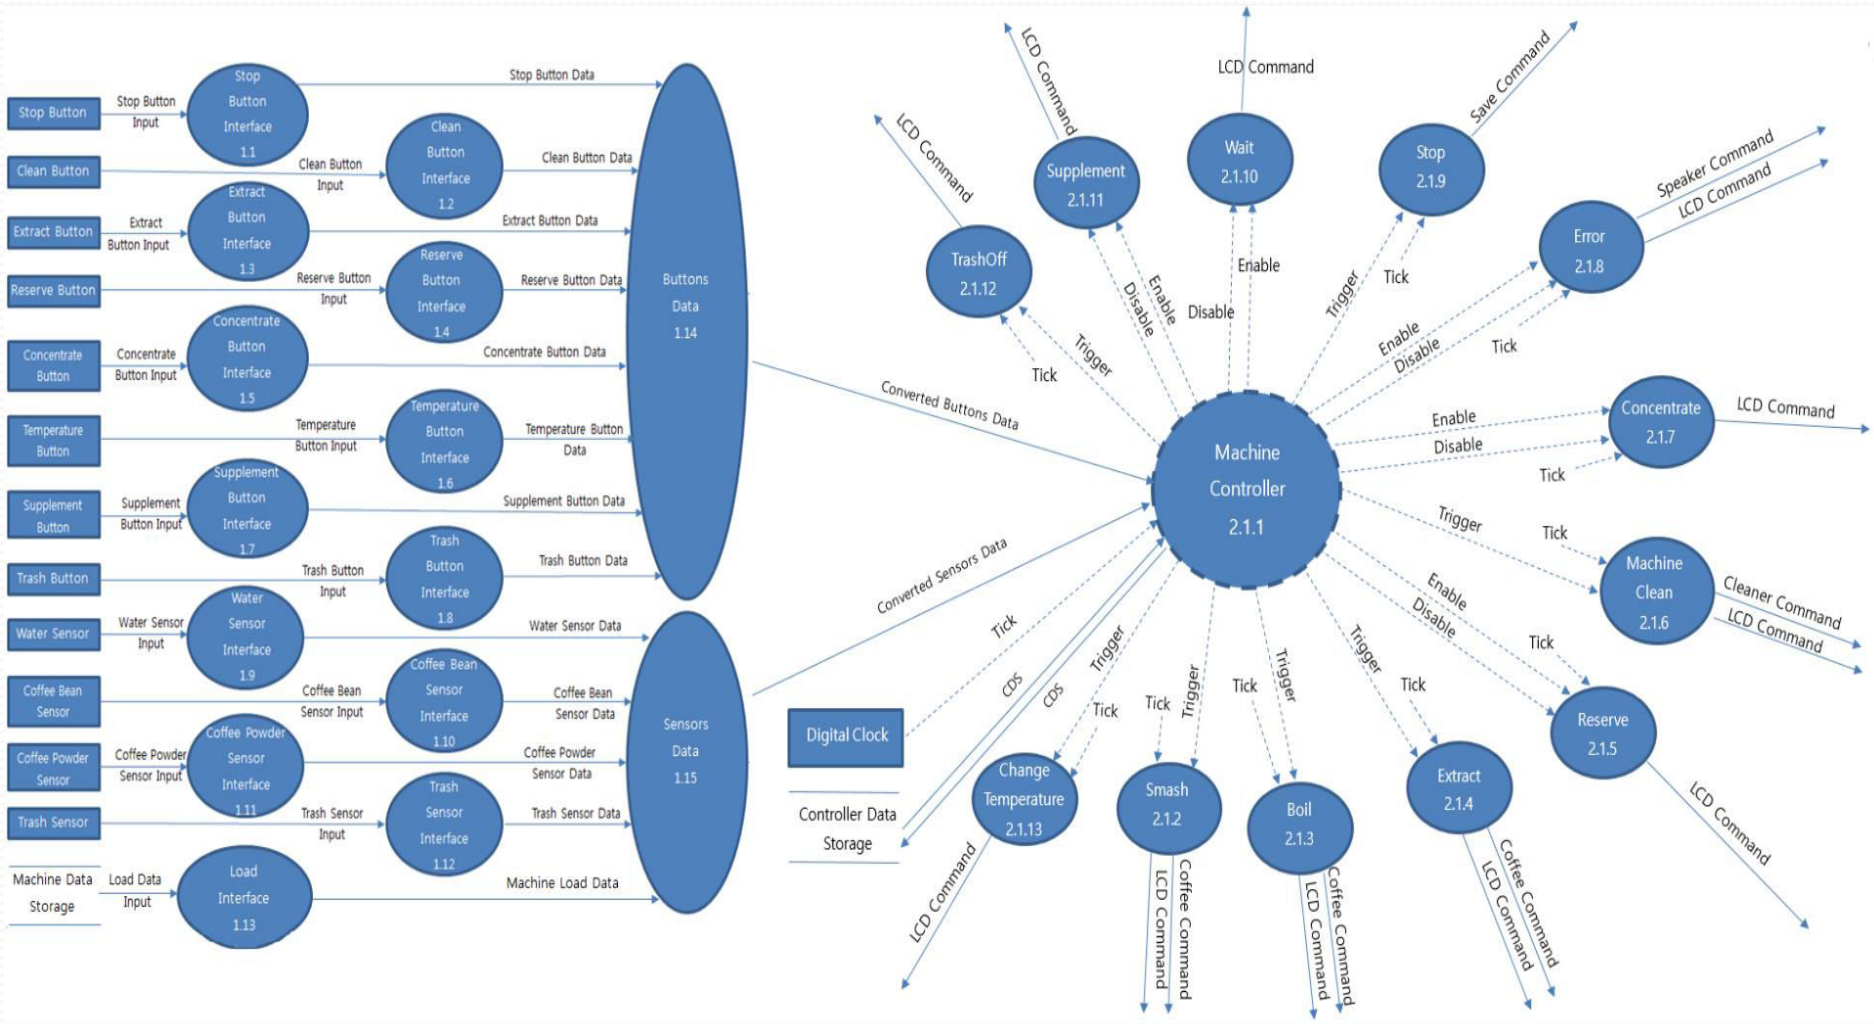 Stop Button
Stop Button
Input
Stop
Button
Interface
1.1
Stop Button Data
Clean Button
Clean Button
Input
Clean
Button
Interface
1.2
Clean Button Data
Extract Button
Extract
Button Input
Extract
Button
Interface
1.3
Extract Button Data
Reserve Button
Reserve Button
Input
Reserve
Button
Interface
1.4
Reserve Button Data
Concentrate
Button
Concentrate
Button Input
Concentrate
Button
Interface
1.5
Concentrate Button Data
Temperature
Button
Temperature
Button Input
Temperature
Button
Interface
1.6
Temperature Button
Data
Supplement
Button
Supplement
Button Input
Supplement
Button
Interface
1.7
Supplement Button Data
Trash Button
Trash Button
Input
Trash
Button
Interface
1.8
Trash Button Data
Water Sensor
Water Sensor
Input
Water
Sensor
Interface
1.9
Water Sensor Data
Coffee Bean
Sensor
Coffee Bean
Sensor Input
Coffee Bean
Sensor
Interface
1.10
Coffee Bean
Sensor Data
Coffee Powder
Sensor
Coffee Powder
Sensor Input
Coffee Powder
Sensor
Interface
1.11
Coffee Powder
Sensor Data
Trash Sensor
Trash Sensor
Input
Trash
Sensor
Interface
1.12
Trash Sensor Data
Machine Data
Storage
Load Data
Input
Load
Interface
1.13
Machine Load Data
Buttons
Data
1.14
Sensors
Data
1.15
Converted Buttons Data
Converted Sensors Data
Digital Clock
Tick
Controller Data
Storage
CDS
CDS
Machine
Controller
2.1.1
LCD Command
TrashOff
2.1.12
Trigger
Tick
LCD Command
Supplement
2.1.11
Enable
Disable
LCD Command
Wait
2.1.10
Enable
Disable
Save Command
Stop
2.1.9
Trigger
Tick
Speaker Command
LCD Command
Error
2.1.8
Enable
Disable
Tick
Concentrate
2.1.7
LCD Command
Enable
Disable
Tick
Machine
Clean
2.1.6
Trigger
Tick
Cleaner Command
LCD Command
Reserve
2.1.5
Enable
Disable
Tick
LCD Command
Extract
2.1.4
Trigger
Tick
Coffee Command
LCD Command
Boil
2.1.3
Trigger
Tick
Coffee Command
LCD Command
Smash
2.1.2
Trigger
Tick
Coffee Command
LCD Command
Change
Temperature
2.1.13
Trigger
Tick
LCD Command